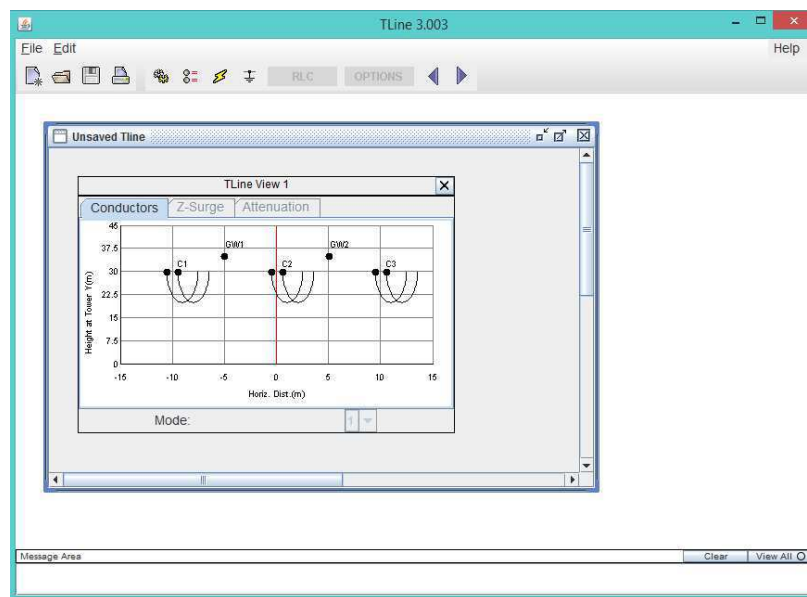 TLine 3.003
File Edit Help
RLC OPTIONS
Unsaved Tline
TLine View 1
Conductors Z-Surge Attenuation
45
37.5
30
22.5
15
7.5
0
Height at Tower Y(m)
GW1 GW2
C1 C2 C3
-15 -10 -5 0 5 10 15
Horiz. Dist.(m)
Mode: 1
Message Area Clear View All